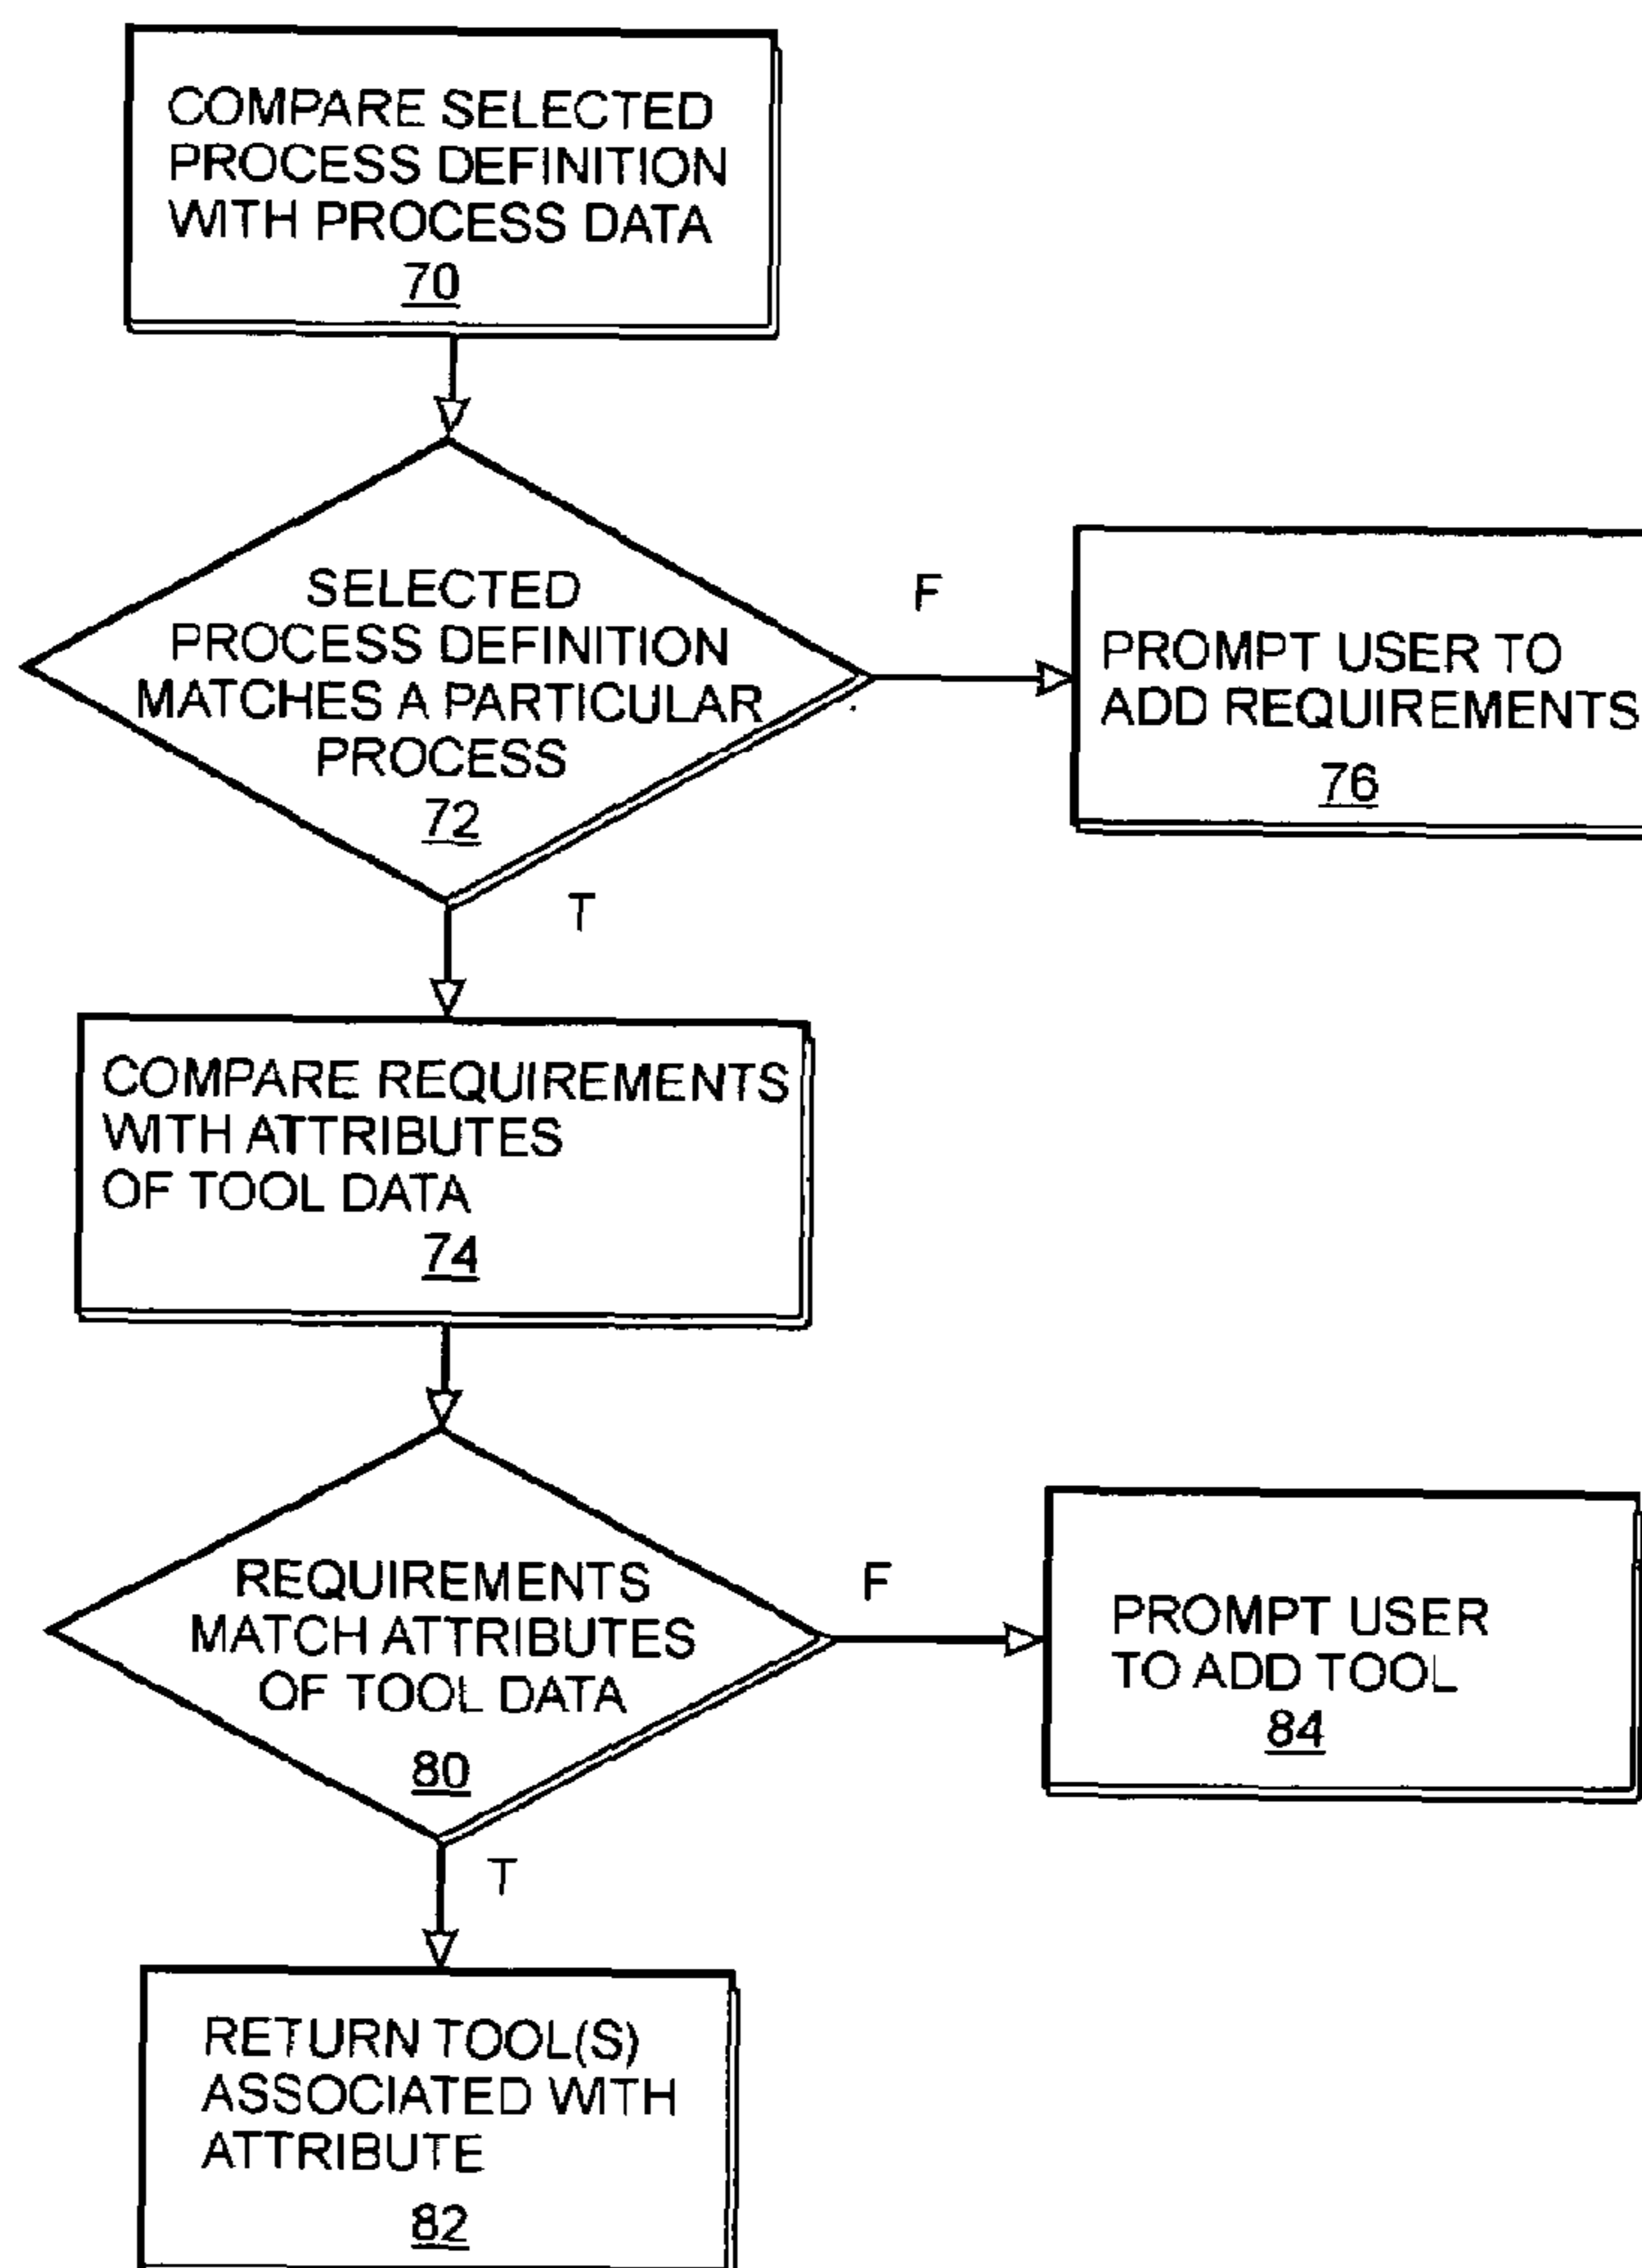 COMPARE SELECTED
PROCESS DEFINITION
WITH PROCESS DATA
70
SELECTED
PROCESS DEFINITION
MATCHES A PARTICULAR
PROCESS
72
F
PROMPT USER TO
ADD REQUIREMENTS
76
T
COMPARE REQUIREMENTS
WITH ATTRIBUTES
OF TOOL DATA
74
REQUIREMENTS
MATCH ATTRIBUTES
OF TOOL DATA
80
F
PROMPT USER
TO ADD TOOL
84
T
RETURN TOOL(S)
ASSOCIATED WITH
ATTRIBUTE
82